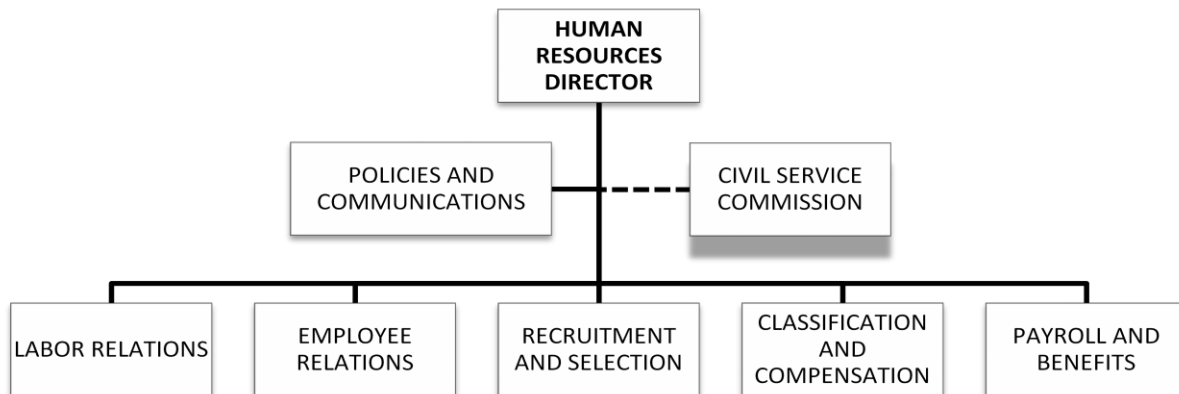 HUMAN
RESOURCES
DIRECTOR
POLICIES AND
COMMUNICATIONS
CIVIL SERVICE
COMMISSION
LABOR RELATIONS
EMPLOYEE
RELATIONS
RECRUITMENT
AND SELECTION
CLASSIFICATION
AND
COMPENSATION
PAYROLL AND
BENEFITS